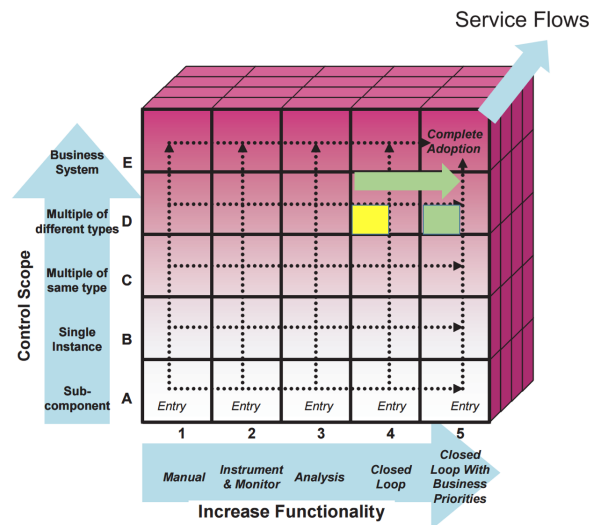 Service Flows
Control Scope
Business
System
E
Complete
Adoption
Multiple of
different types
D
Multiple of
same type
C
Single
Instance
B
Sub-
component
A
Entry
Entry
Entry
Entry
Entry
1
2
3
4
5
Manual
Instrument
& Monitor
Analysis
Closed
Loop
Closed
Loop With
Business
Priorities
Increase Functionality